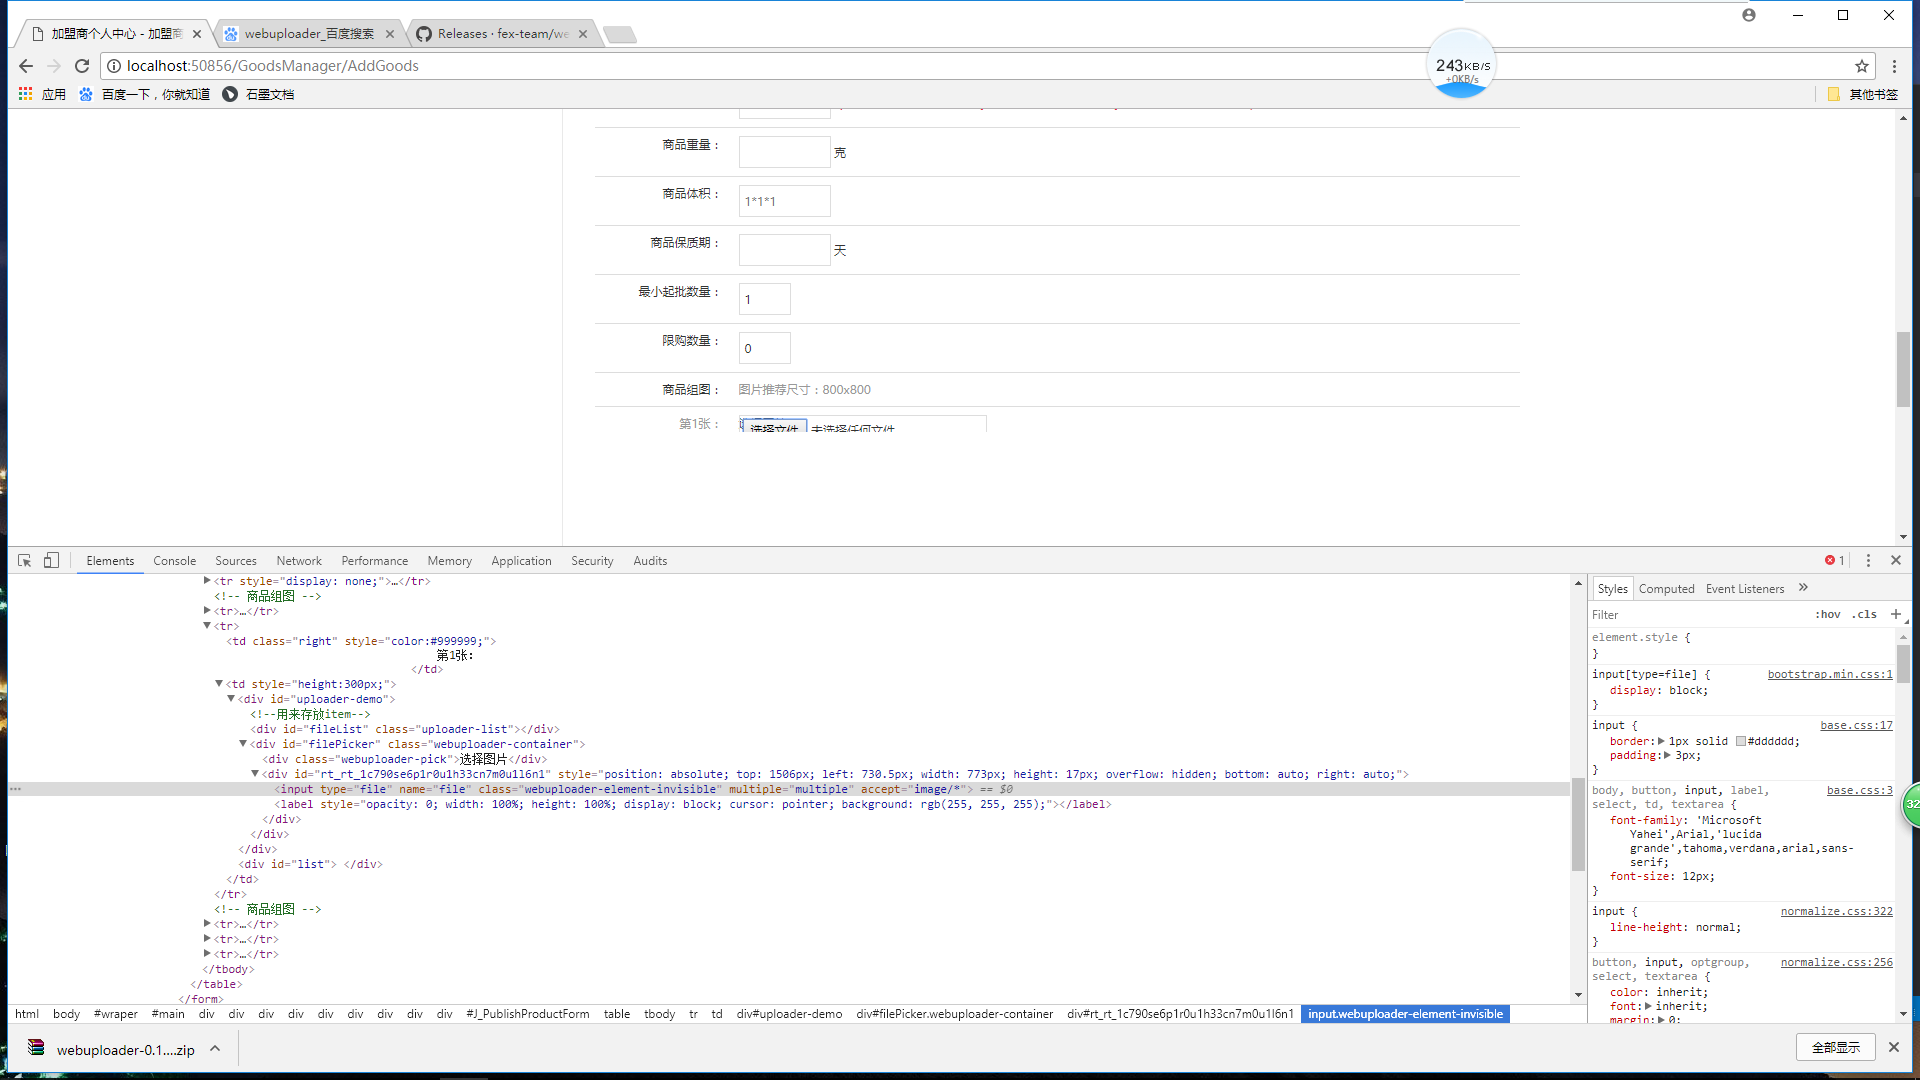 加盟商个人中心 - 加盟商
webuploader_百度搜索
Releases · fex-team/we
localhost:50856/GoodsManager/AddGoods
243KB/S
+0KB/s
应用
百度一下，你就知道
石墨文档
其他书签
商品重量：
克
商品体积：
1*1*1
商品保质期：
天
最小起批数量：
1
限购数量：
0
商品组图：
图片推荐尺寸：800x800
第1张：
选择文件 未选择任何文件
Elements Console Sources Network Performance Memory Application Security Audits
1
<tr style="display: none;">…</tr>
<!-- 商品组图 -->
<tr>…</tr>
<tr>
<td class="right" style="color:#999999;">
第1张:
</td>
<td style="height:300px;">
<div id="uploader-demo">
<!--用来存放item-->
<div id="fileList" class="uploader-list"></div>
<div id="filePicker" class="webuploader-container">
<div class="webuploader-pick">选择图片</div>
<div id="rt_rt_1c790se6p1r0u1h33cn7m0u1l6n1" style="position: absolute; top: 1506px; left: 730.5px; width: 773px; height: 17px; overflow: hidden; bottom: auto; right: auto;">
<input type="file" name="file" class="webuploader-element-invisible" multiple="multiple" accept="image/*"> == $0
<label style="opacity: 0; width: 100%; height: 100%; display: block; cursor: pointer; background: rgb(255, 255, 255);"></label>
</div>
</div>
</div>
<div id="list"> </div>
</td>
</tr>
<!-- 商品组图 -->
<tr>…</tr>
<tr>…</tr>
<tr>…</tr>
</tbody>
</table>
</form>
html body #wraper #main div div div div div div div div div #J_PublishProductForm table tbody tr td div#uploader-demo div#filePicker.webuploader-container div#rt_rt_1c790se6p1r0u1h33cn7m0u1l6n1 input.webuploader-element-invisible
Styles Computed Event Listeners »
Filter
:hov .cls +
element.style {
}
input[type=file] { bootstrap.min.css:1
display: block;
}
input { base.css:17
border: 1px solid #dddddd;
padding: 3px;
}
body, button, input, label, base.css:3
select, td, textarea {
font-family: 'Microsoft
Yahei',Arial,'lucida
grande',tahoma,verdana,arial,sans-
serif;
font-size: 12px;
}
input { normalize.css:322
line-height: normal;
}
button, input, optgroup, normalize.css:256
select, textarea {
color: inherit;
font: inherit;
margin: 0;
32
webuploader-0.1....zip
全部显示